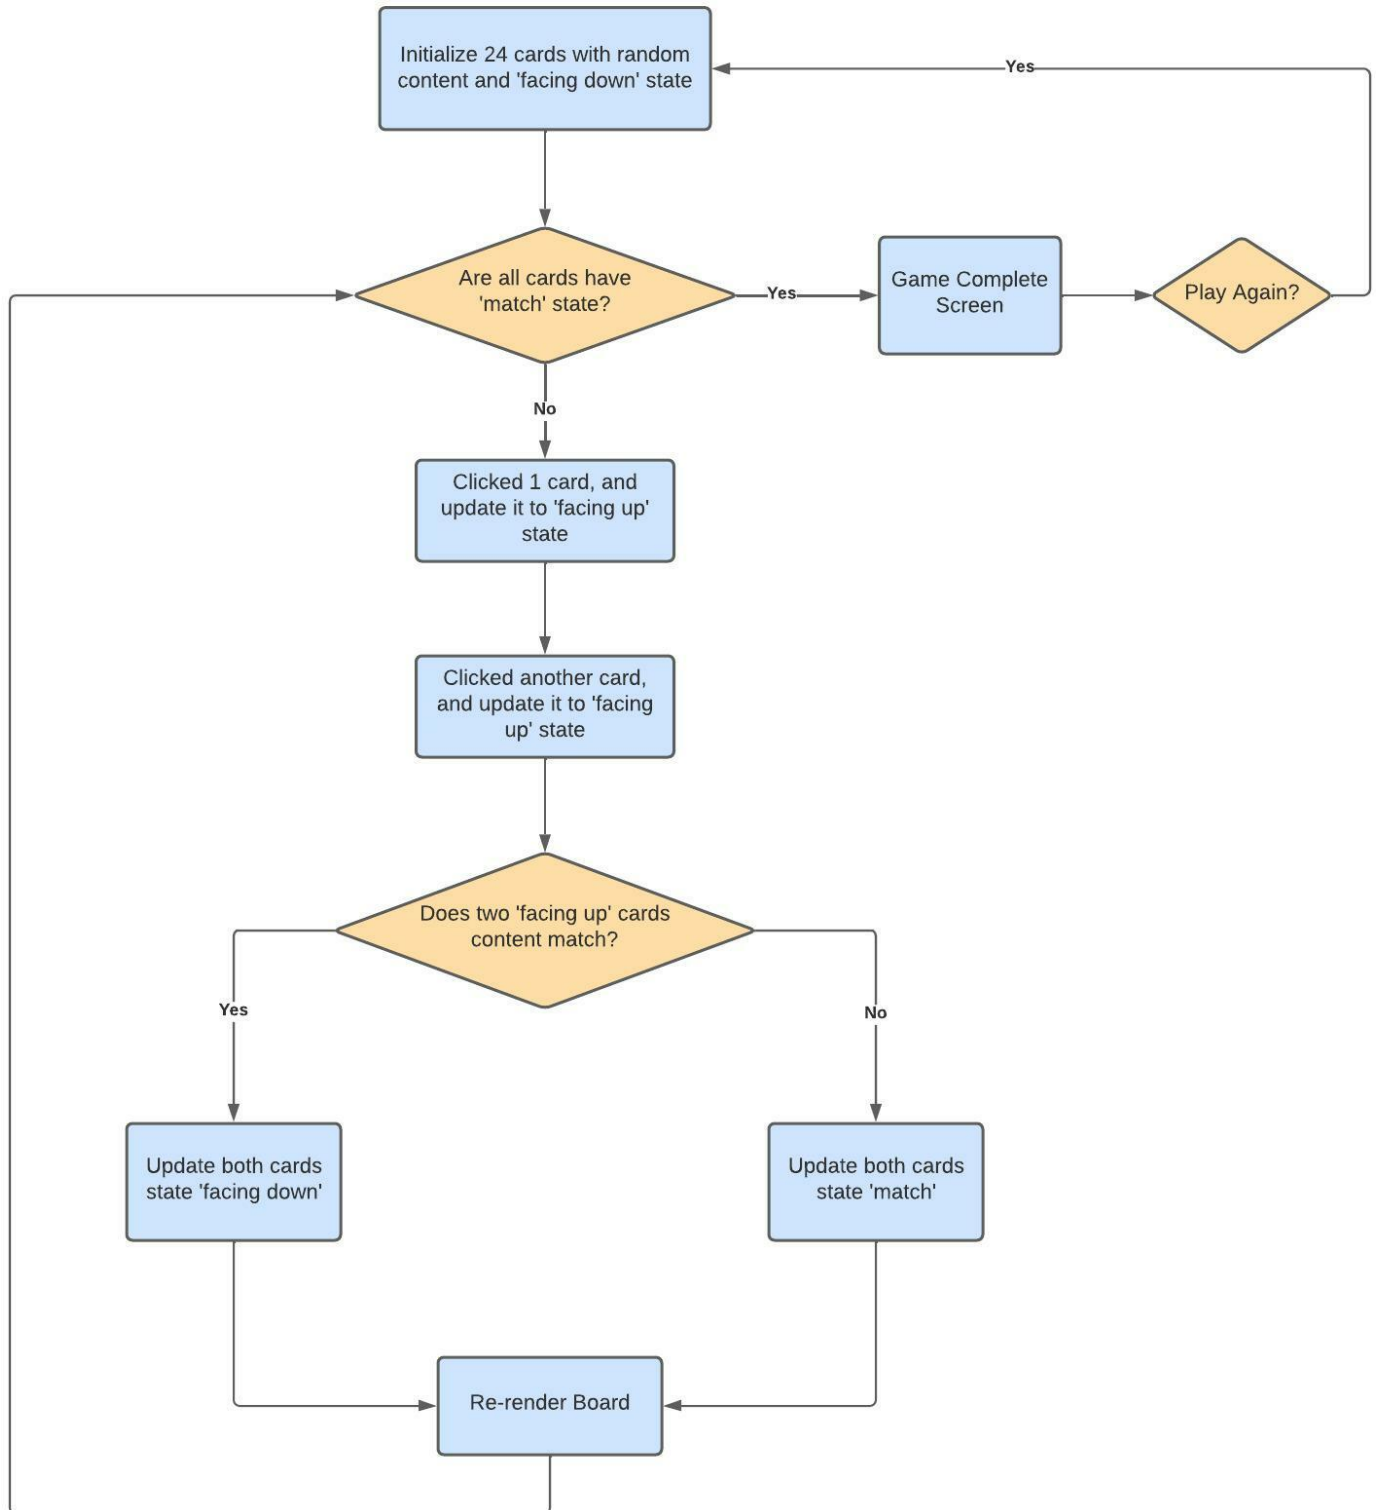 Initialize 24 cards with random
content and 'facing down' state
Yes
Are all cards have
'match' state?
Yes
Game Complete
Screen
Play Again?
No
Clicked 1 card, and
update it to 'facing up'
state
Clicked another card,
and update it to 'facing
up' state
Does two 'facing up' cards
content match?
Yes
No
Update both cards
state 'facing down'
Update both cards
state 'match'
Re-render Board